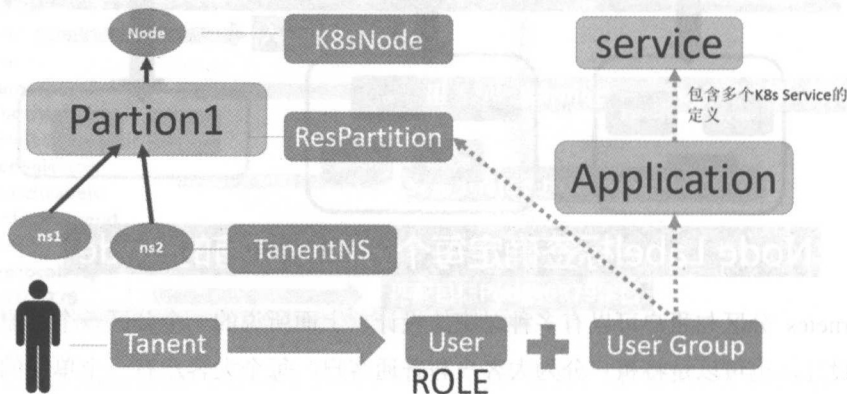 Node
K8sNode
service
包含多个K8s Service的
定义
Partion1
ResPartition
Application
ns1
ns2
TanentNS
Tanent
User
User Group
ROLE